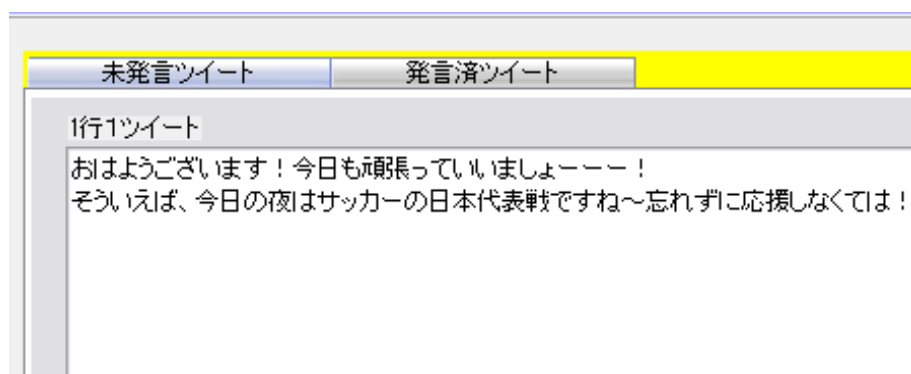 未発言ツイート 発言済ツイート
1行1ツイート
おはようございます！今日も頑張っていいましょーーー！
そういえば、今日の夜はサッカーの日本代表戦ですね～忘れずに応援しなくては！